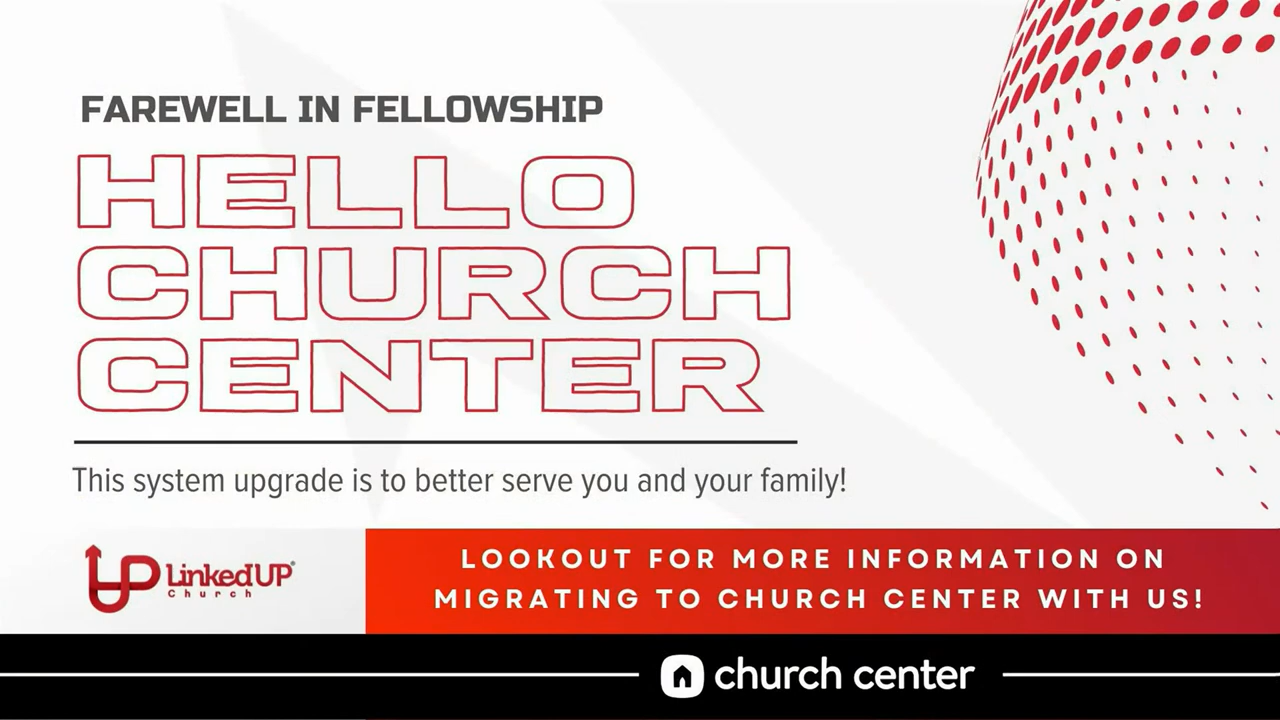 FAREWELL IN FELLOWSHIP
HELLO
CHURCH
CENTER
This system upgrade is to better serve you and your family!
LinkedUP®
Church
LOOKOUT FOR MORE INFORMATION ON
MIGRATING TO CHURCH CENTER WITH US!
church center